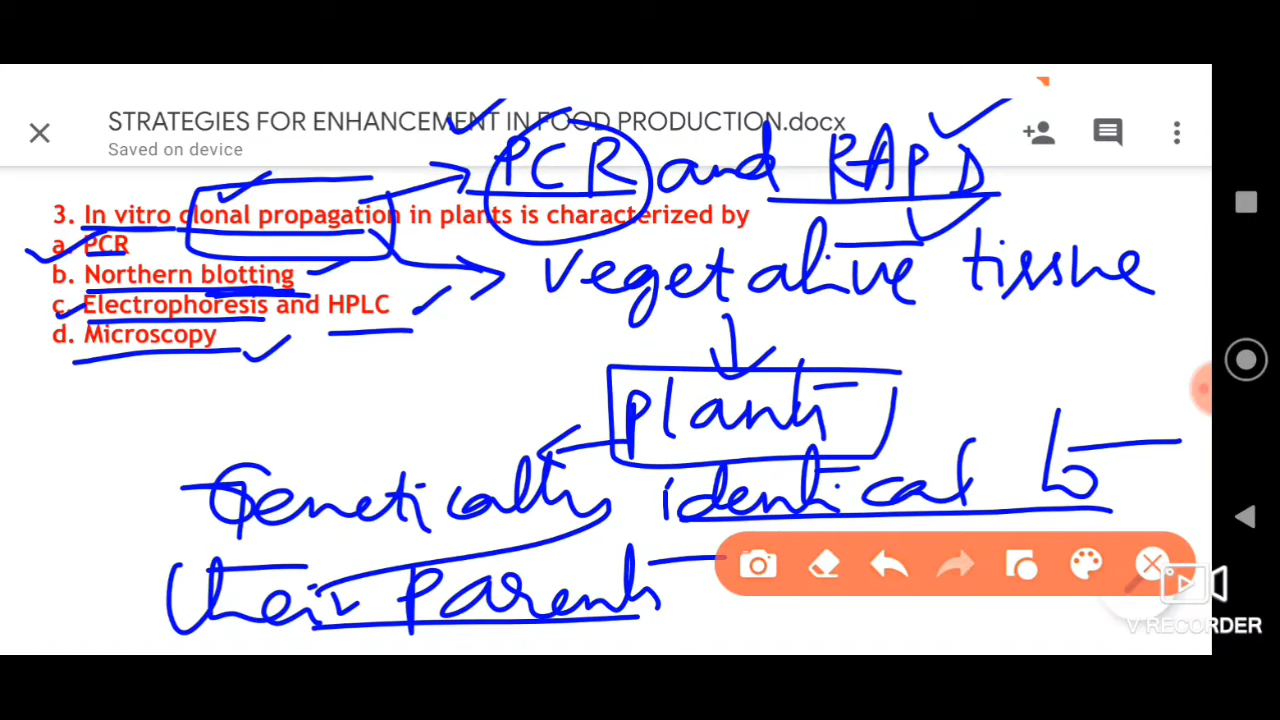 STRATEGIES FOR ENHANCEMENT IN FOOD PRODUCTION.docx
Saved on device
PCR and RAPD
3. In vitro clonal propagation in plants is characterized by
a. PCR
b. Northern blotting
c. Electrophoresis and HPLC
d. Microscopy
vegetative tissue
plants
Genetically identical to
their parents
V RECORDER